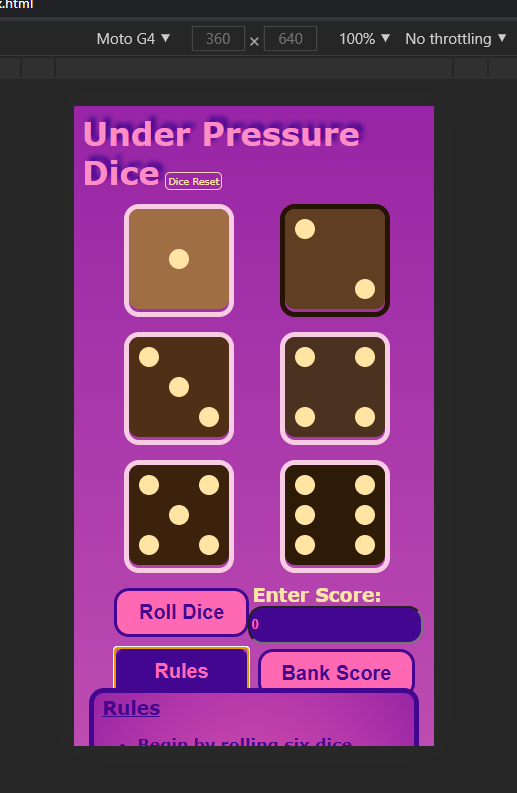 x.html
Moto G4 ▼ 360 × 640 100% ▼ No throttling ▼
Under Pressure
Dice Dice Reset
Roll Dice
Enter Score:
0
Rules
Bank Score
Rules
• Begin by rolling six dice